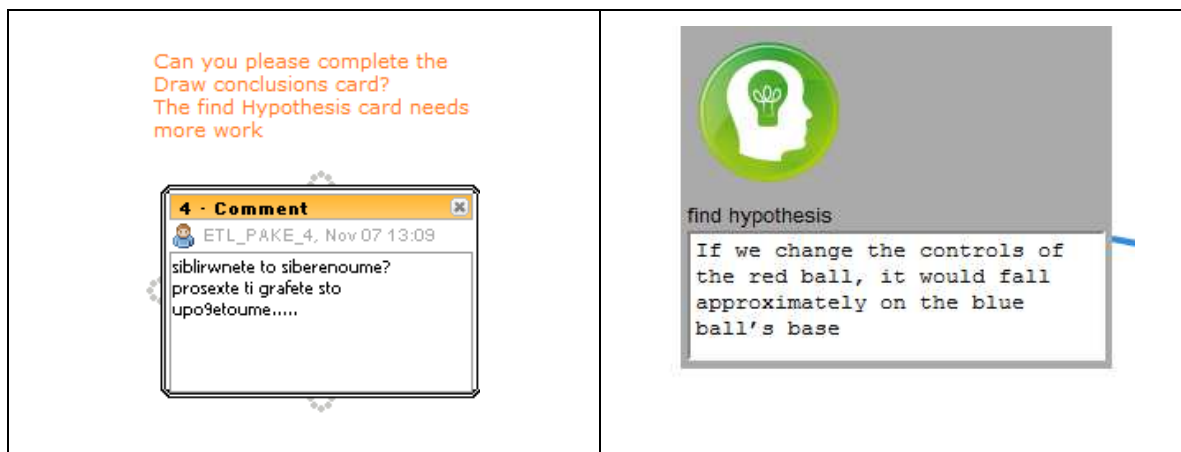 Can you please complete the
Draw conclusions card?
The find Hypothesis card needs
more work
4 - Comment
ETL_PAKE_4, Nov 07 13:09
siblirwnete to siberenoume?
prosexte ti grafete sto
upo9etoume.....
find hypothesis
If we change the controls of
the red ball, it would fall
approximately on the blue
ball's base